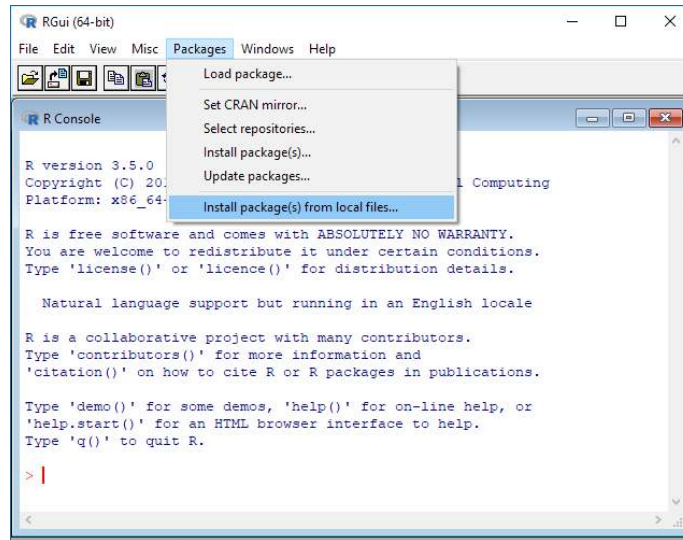 RGui (64-bit)
File Edit View Misc Packages Windows Help
Load package...
Set CRAN mirror...
Select repositories...
Install package(s)...
Update packages...
Install package(s) from local files...
R Console
R version 3.5.0
Copyright (C) 20 l Computing
Platform: x86_64-
R is free software and comes with ABSOLUTELY NO WARRANTY.
You are welcome to redistribute it under certain conditions.
Type 'license()' or 'licence()' for distribution details.
Natural language support but running in an English locale
R is a collaborative project with many contributors.
Type 'contributors()' for more information and
'citation()' on how to cite R or R packages in publications.
Type 'demo()' for some demos, 'help()' for on-line help, or
'help.start()' for an HTML browser interface to help.
Type 'q()' to quit R.
>